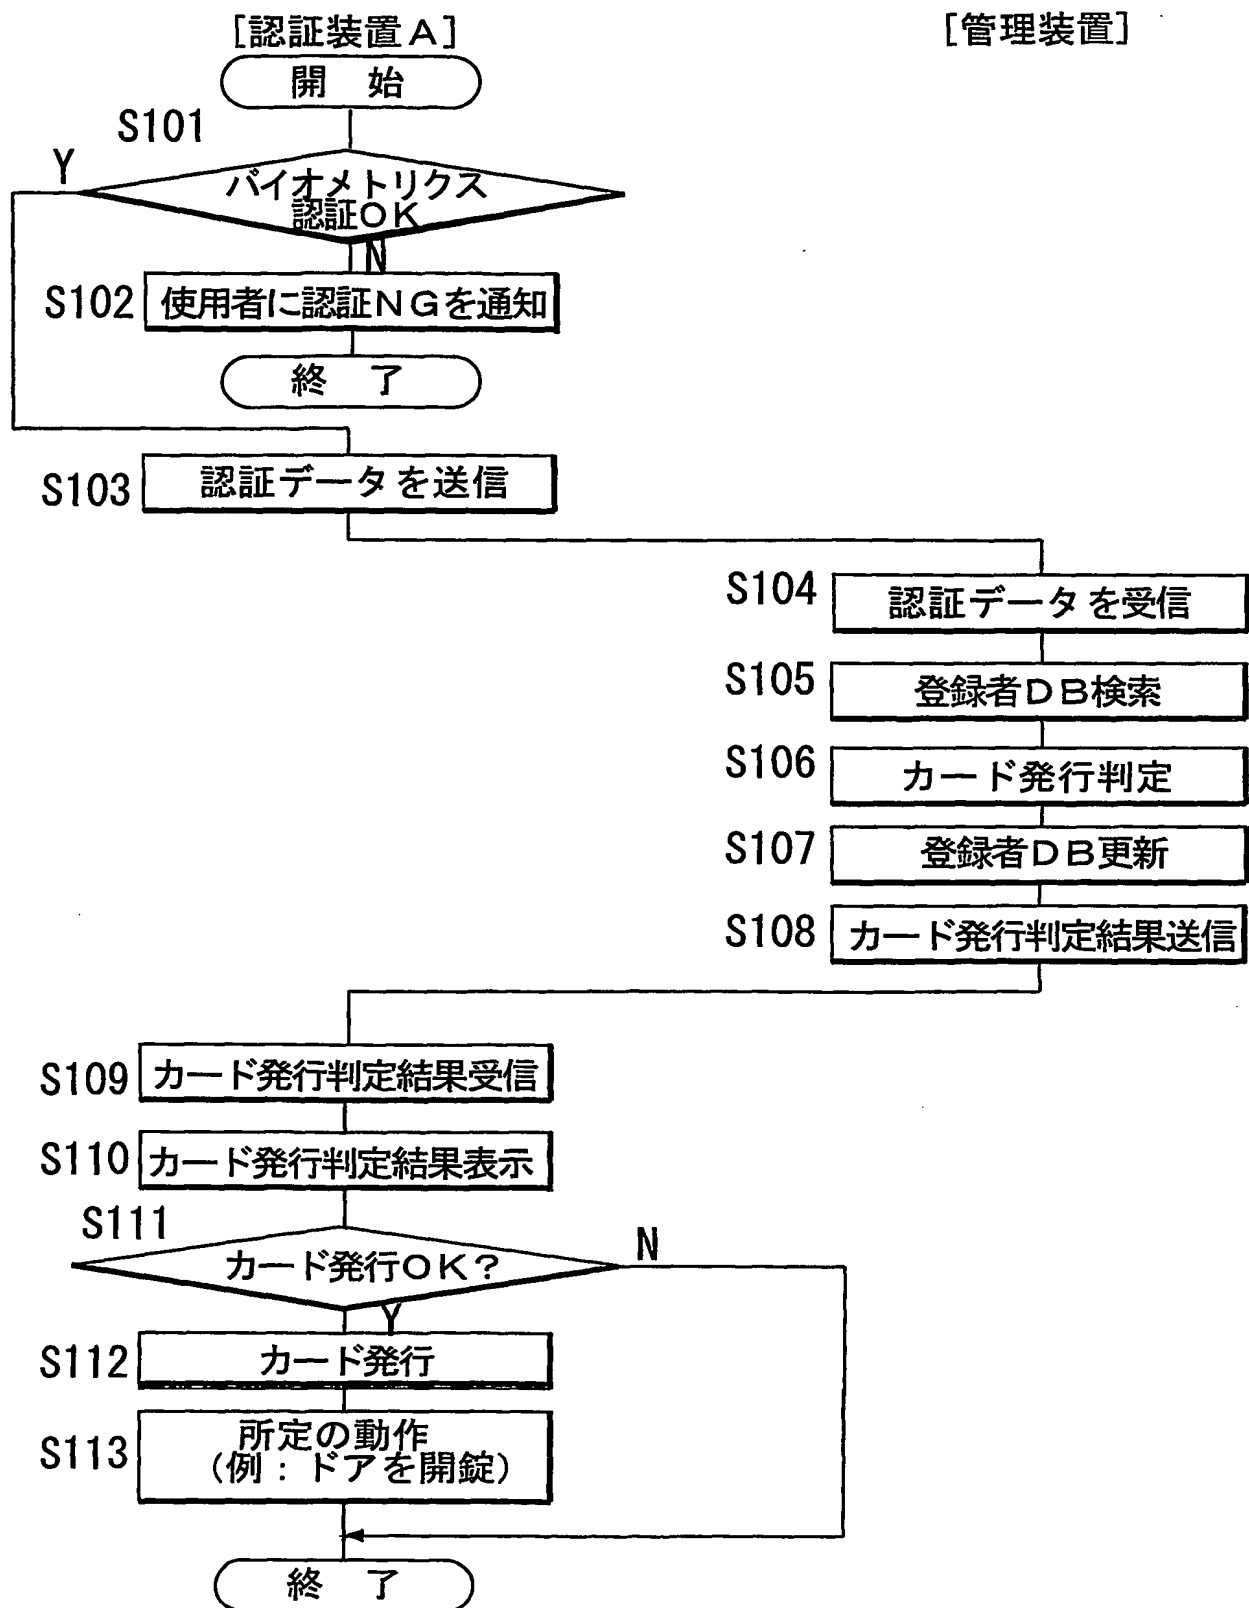 [認証装置A]
[管理装置]
開 始
S101
Y
バイオメトリクス
認証OK
N
S102
使用者に認証NGを通知
終 了
S103
認証データを送信
S104
認証データを受信
S105
登録者DB検索
S106
カード発行判定
S107
登録者DB更新
S108
カード発行判定結果送信
S109
カード発行判定結果受信
S110
カード発行判定結果表示
S111
カード発行OK?
N
Y
S112
カード発行
S113
所定の動作
(例:ドアを開錠)
終 了